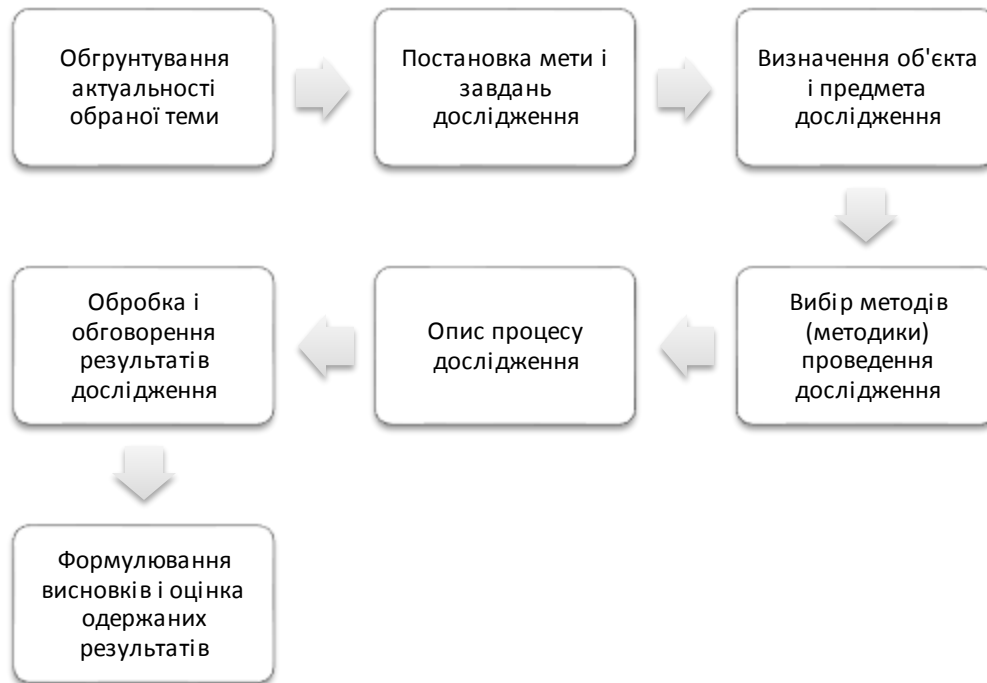 Обгрунтування
актуальності
обраної теми
Постановка мети і
завдань
дослідження
Визначення об'єкта
і предмета
дослідження
Вибір методів
(методики)
проведення
дослідження
Опис процесу
дослідження
Обробка і
обговорення
результатів
дослідження
Формулювання
висновків і оцінка
одержаних
результатів